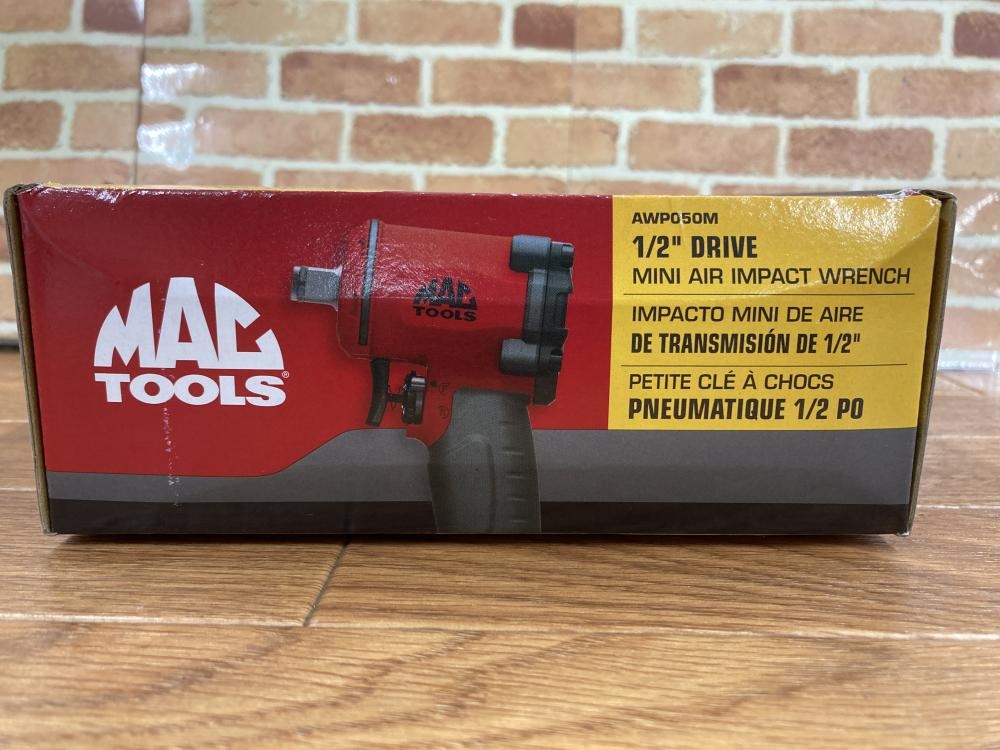 MAC
TOOLS®
MAC
TOOLS
F
AWP050M
1/2" DRIVE
MINI AIR IMPACT WRENCH
IMPACTO MINI DE AIRE
DE TRANSMISIÓN DE 1/2"
PETITE CLÉ À CHOCS
PNEUMATIQUE 1/2 PO